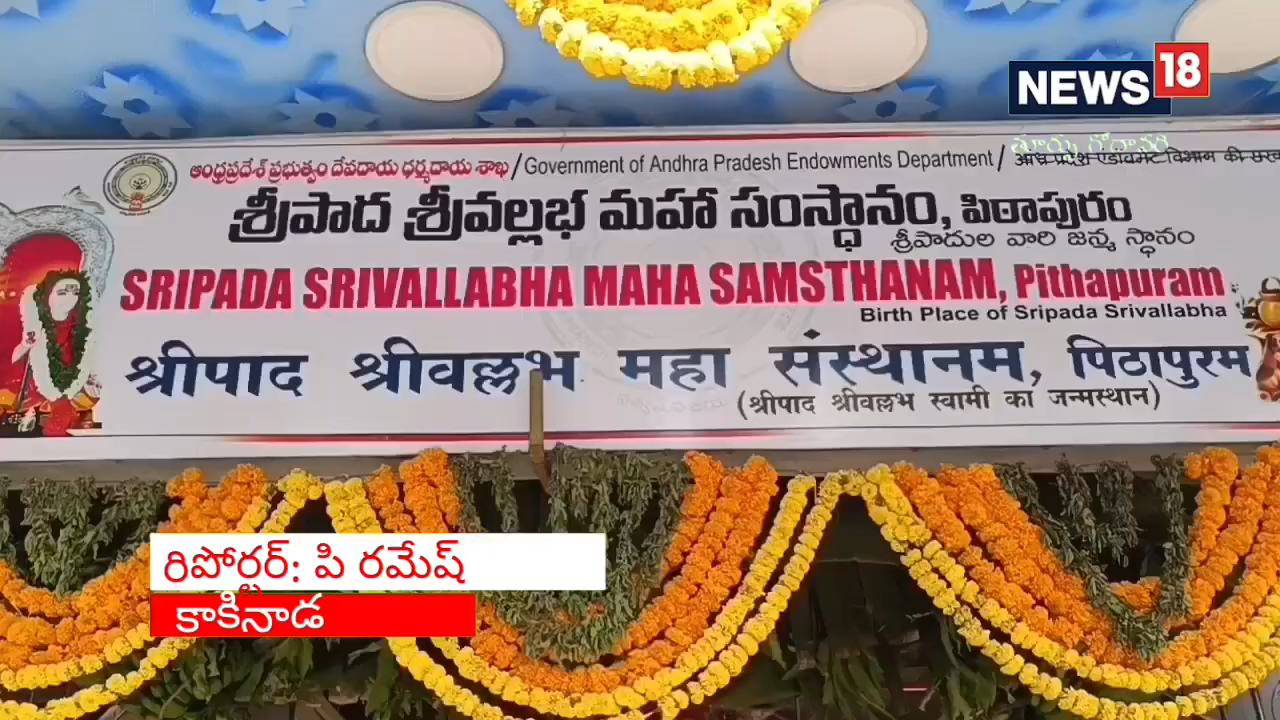 NEWS 18
తూర్పు గోదావరి
ఆంధ్రప్రదేశ్ ప్రభుత్వం దేవదాయ ధర్మదాయ శాఖ / Government of Andhra Pradesh Endowments Department /
శ్రీపాద శ్రీవల్లభ మహా సంస్థానం, పిఠాపురం
శ్రీపాదుల వారి జన్మ స్థానం
SRIPADA SRIVALLABHA MAHA SAMSTHANAM, Pithapuram
Birth Place of Sripada Srivallabha
श्रीपाद श्रीवल्लभ महा संस्थानम, पिठापुरम
(श्रीपाद श्रीवल्लभ स्वामी का जन्मस्थान)
రిపోర్టర్: పి రమేష్
కాకినాడ